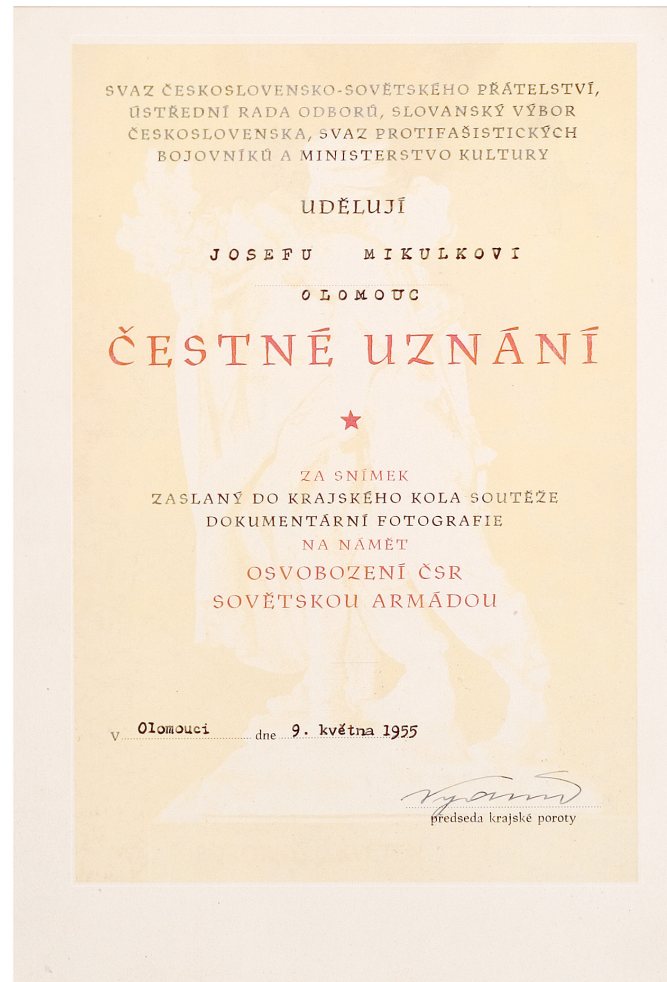 SVAZ ČESKOSLOVENSKO-SOVĚTSKÉHO PŘÁTELSTVÍ,
ÚSTŘEDNÍ RADA ODBORŮ, SLOVANSKÝ VÝBOR
ČESKOSLOVENSKA, SVAZ PROTIFAŠISTICKÝCH
BOJOVNÍKŮ A MINISTERSTVO KULTURY
UDĚLUJÍ
JOSEFU MIKULKOVI
OLOMOUC
ČESTNÉ UZNÁNÍ
ZA SNÍMEK
ZASLANÝ DO KRAJSKÉHO KOLA SOUTĚŽE
DOKUMENTÁRNÍ FOTOGRAFIE
NA NÁMĚT
OSVOBOZENÍ ČSR
SOVĚTSKOU ARMÁDOU
V Olomouci dne 9. května 1955
předseda krajské poroty